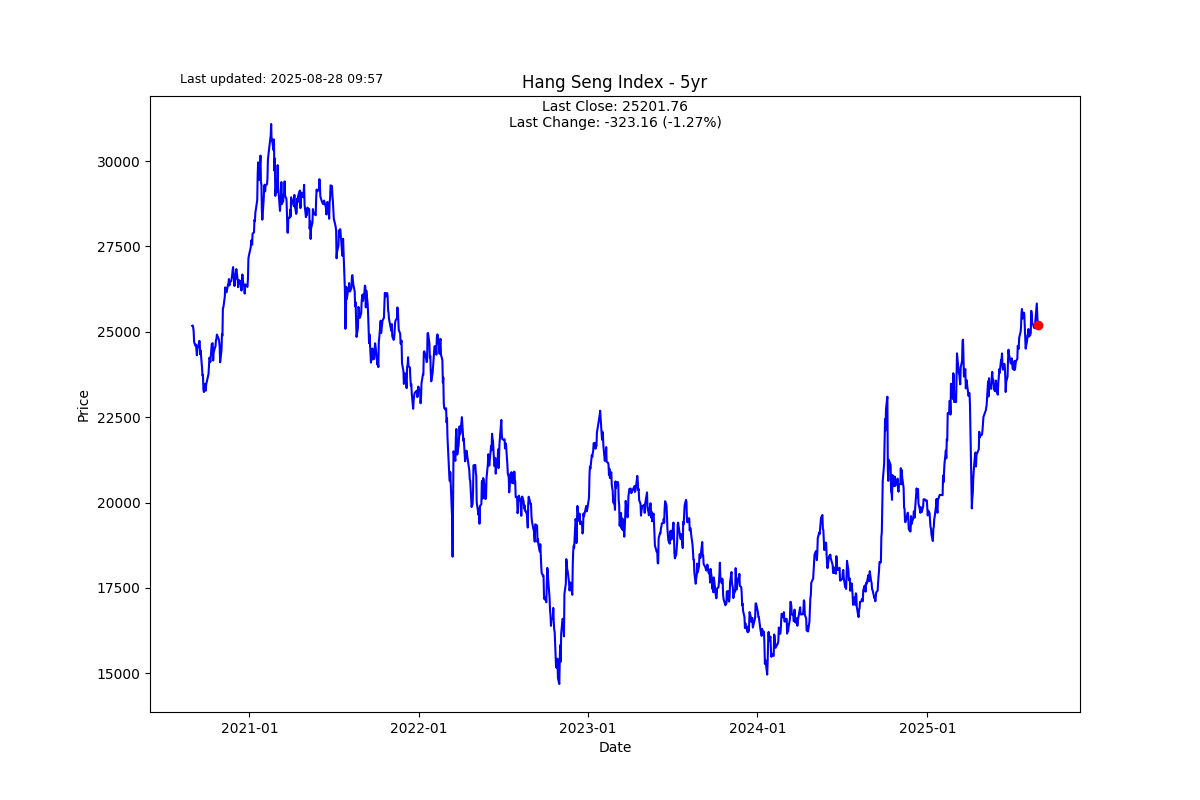 Last updated: 2025-08-28 09:57
Hang Seng Index - 5yr
Last Close: 25201.76
Last Change: -323.16 (-1.27%)
30000
27500
25000
22500
20000
17500
15000
Price
2021-01
2022-01
2023-01
2024-01
2025-01
Date